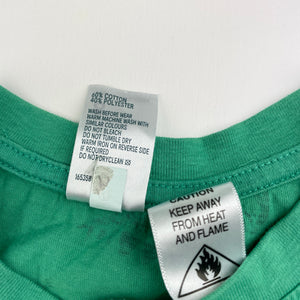 60% COTTON
40% POLYESTER
WASH BEFORE WEAR
WARM MACHINE WASH WITH
SIMILAR COLOURS
DO NOT BLEACH
DO NOT TUMBLE DRY
WARM IRON ON REVERSE SIDE
IF REQUIRED
DO NOT DRYCLEAN
CAUTION
KEEP AWAY
FROM HEAT
AND FLAME